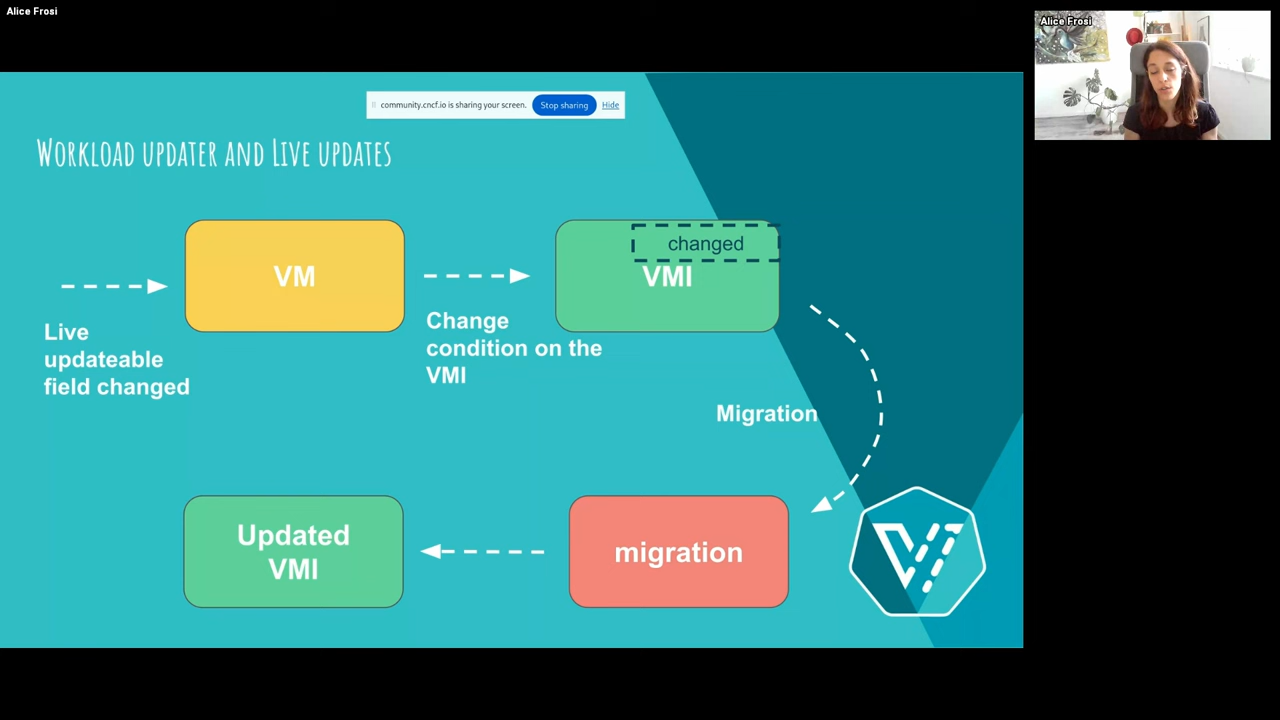 Alice Frosi
Alice Frosi
community.cncf.io is sharing your screen.
Stop sharing
Hide
WORKLOAD UPDATER AND LIVE UPDATES
VM
changed
VMI
Live
updateable
field changed
Change
condition on the
VMI
Migration
Updated
VMI
migration